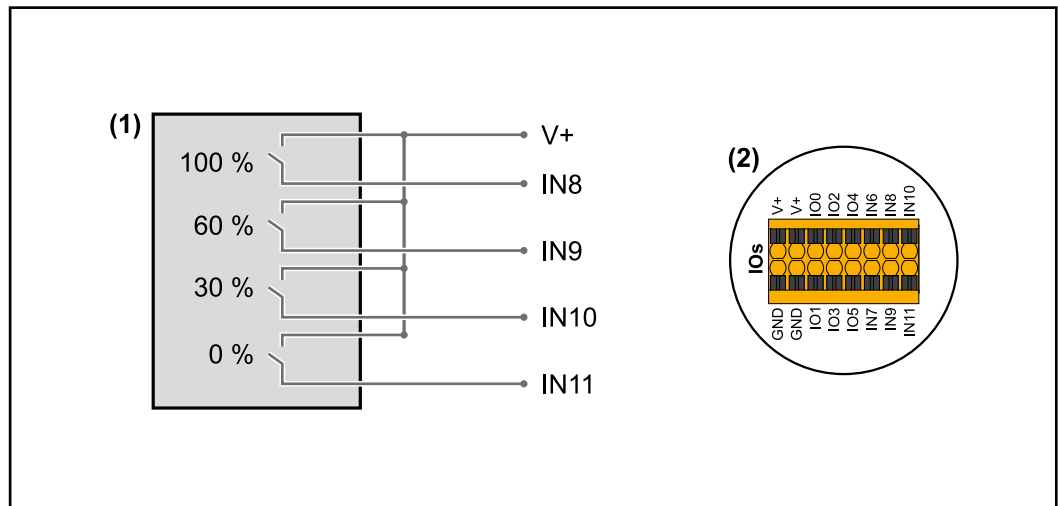 (1)
100 %
60 %
30 %
0 %
V+
IN8
IN9
IN10
IN11
(2)
IOs
V+
V+
IO0
IO2
IO4
IN6
IN8
IN10
GND
GND
IO1
IO3
IO5
IN7
IN9
IN11